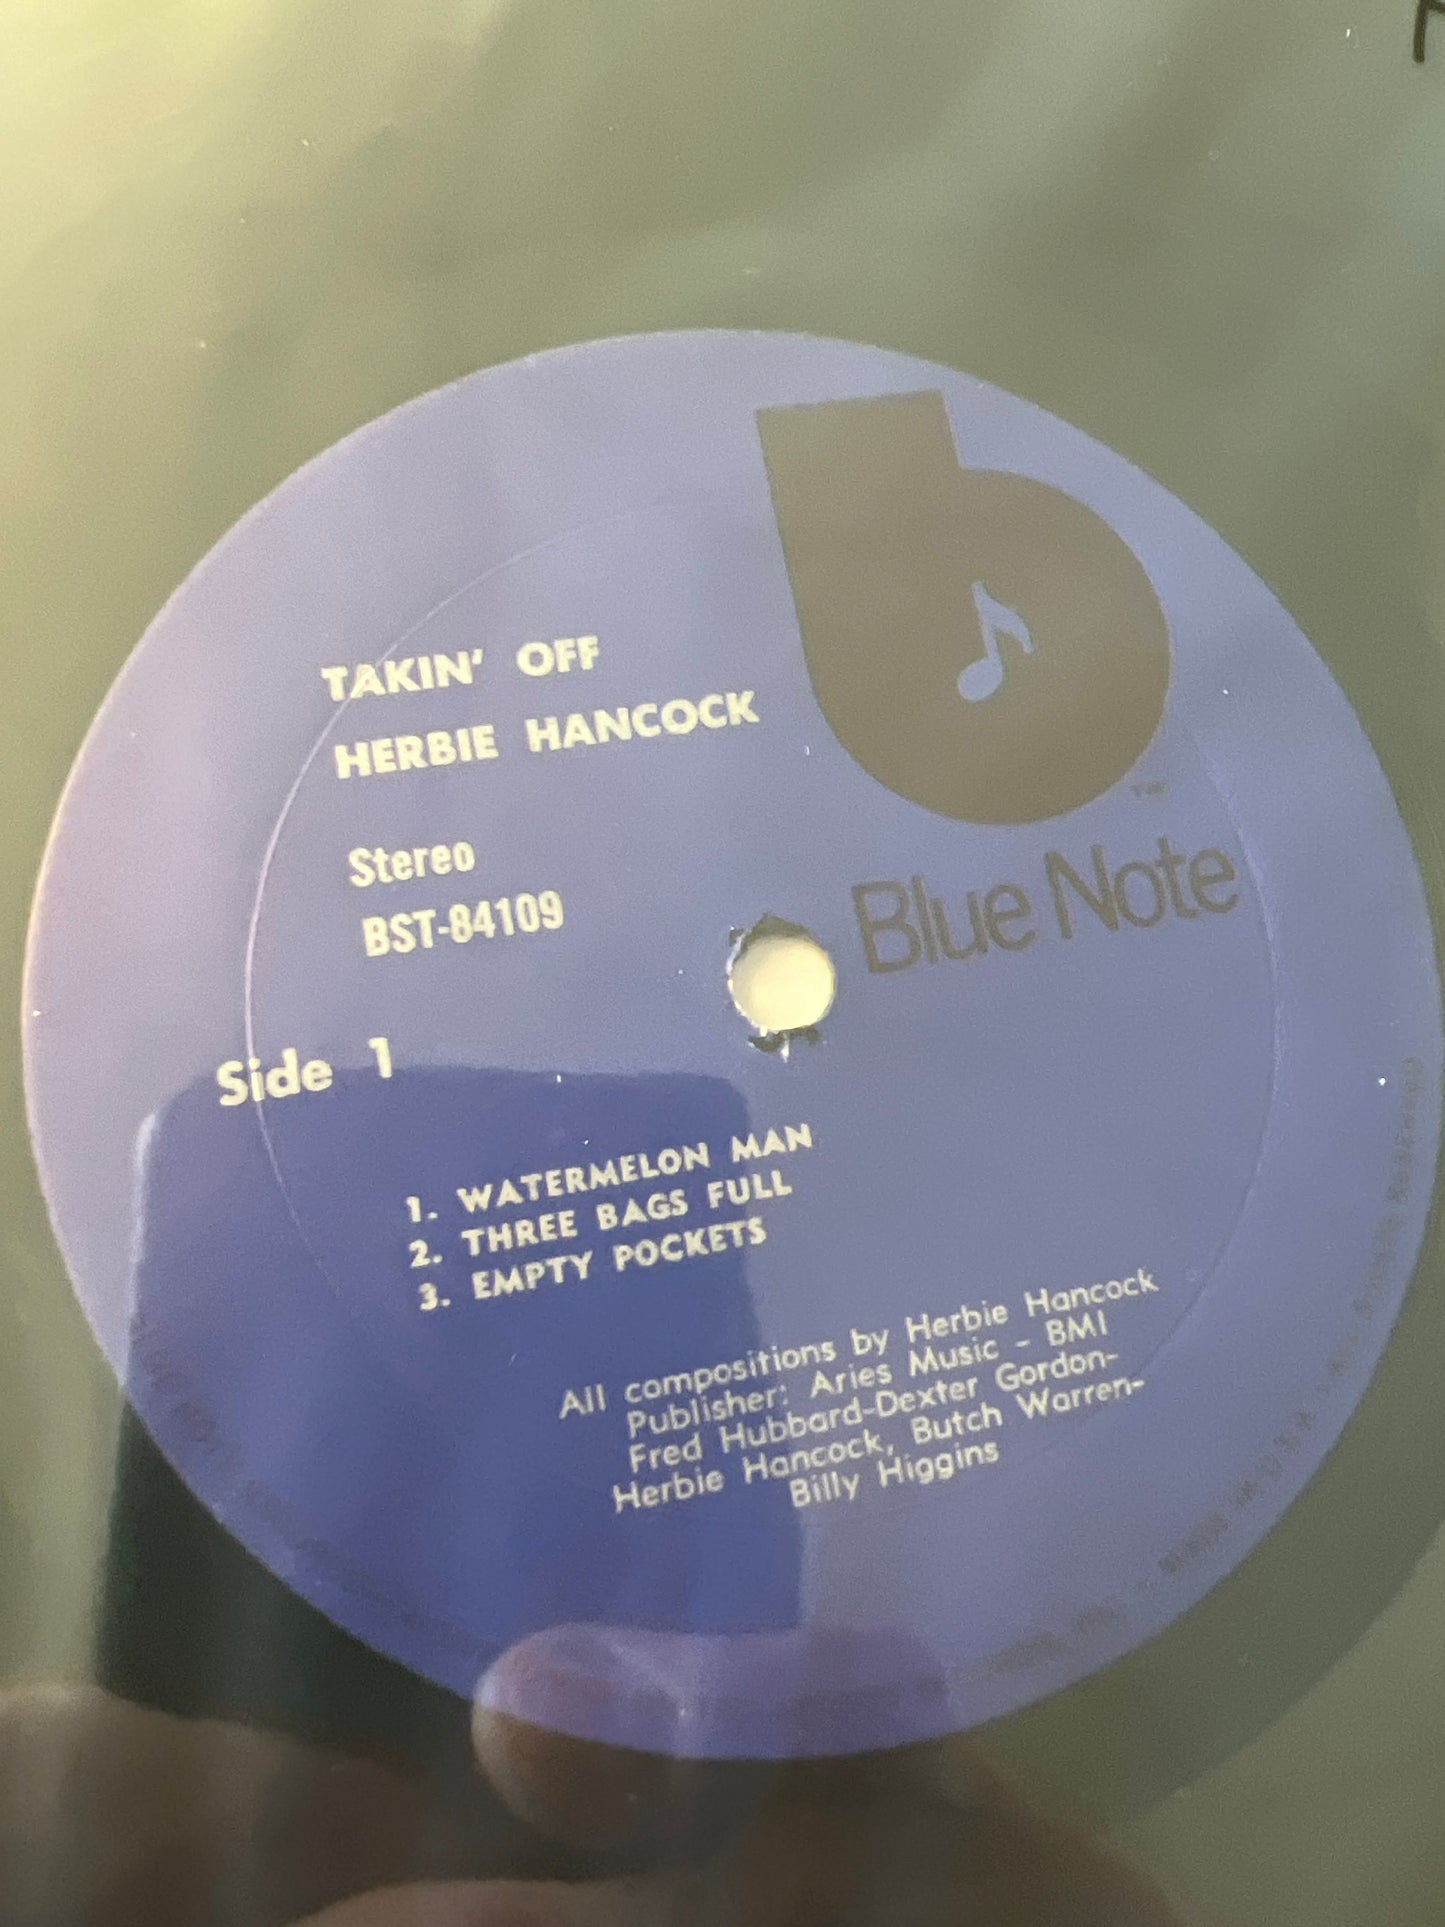 TAKIN' OFF
HERBIE HANCOCK
Stereo
BST-84109
Blue Note
TM
Side 1
1. WATERMELON MAN
2. THREE BAGS FULL
3. EMPTY POCKETS
All compositions by Herbie Hancock
Publisher: Aries Music - BMI
Fred Hubbard-Dexter Gordon-
Herbie Hancock, Butch Warren-
Billy Higgins